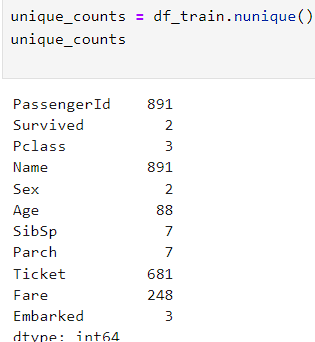 unique_counts = df_train.nunique()
unique_counts
PassengerId 891
Survived 2
Pclass 3
Name 891
Sex 2
Age 88
SibSp 7
Parch 7
Ticket 681
Fare 248
Embarked 3
dtype: int64